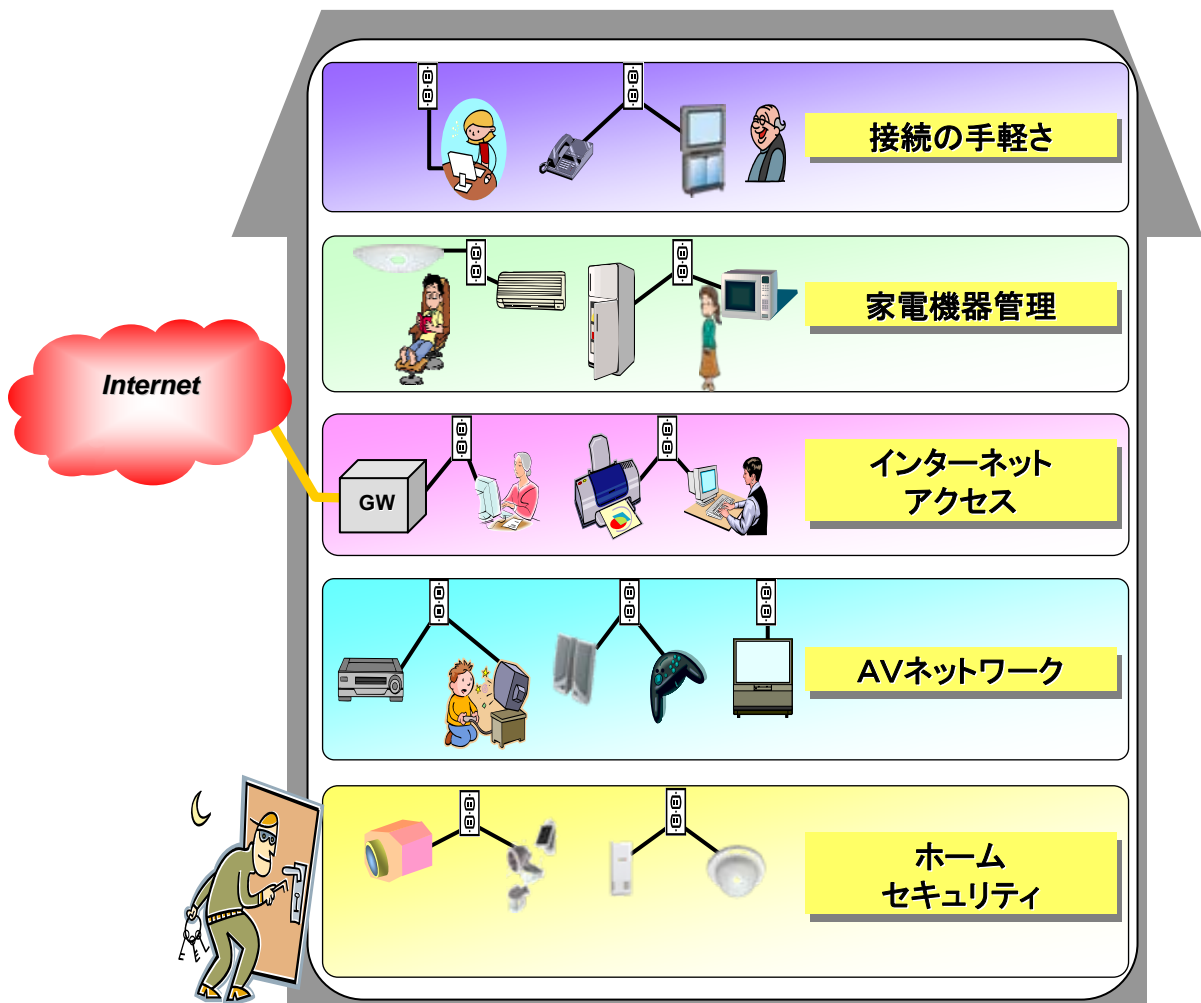 接続の手軽さ
家電機器管理
Internet
GW
インターネット
アクセス
AVネットワーク
ホーム
セキュリティ